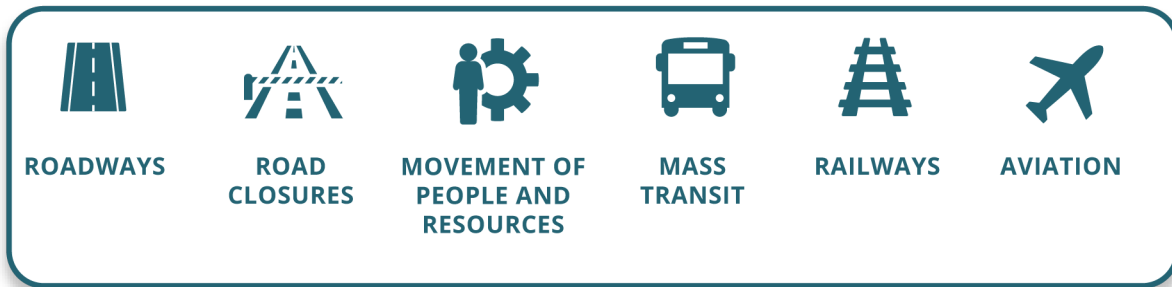 ROADWAYS
ROAD
CLOSURES
MOVEMENT OF
PEOPLE AND
RESOURCES
MASS
TRANSIT
RAILWAYS
AVIATION